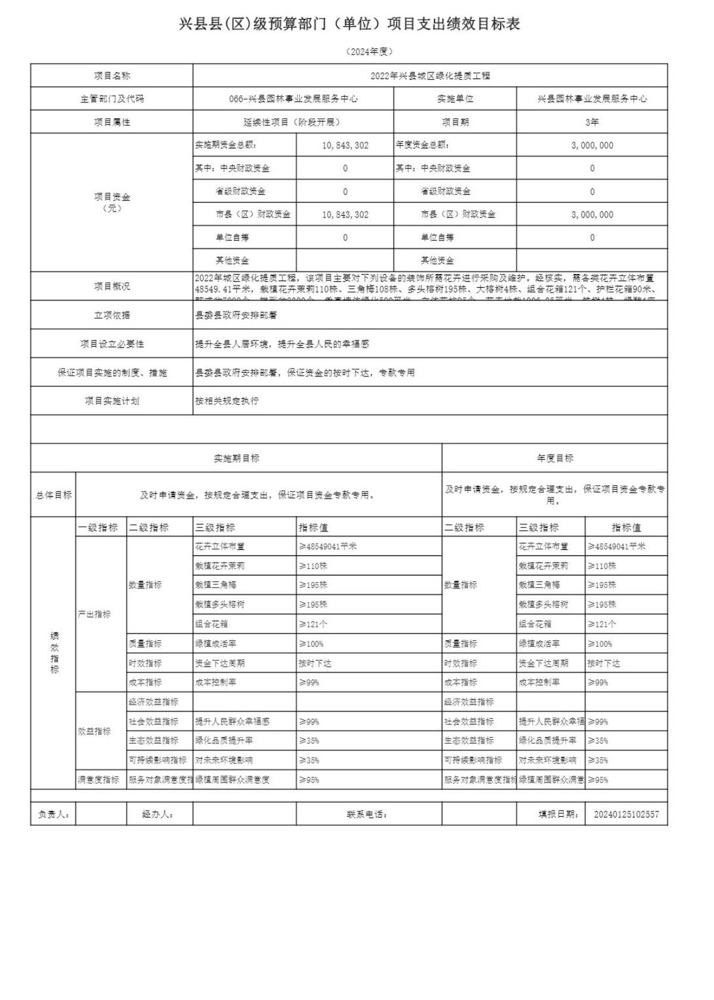 兴县县(区)级预算部门（单位）项目支出绩效目标表
（2024年度）
项目名称 2022年兴县城区绿化提质工程
主管部门及代码 066-兴县园林事业发展服务中心 实施单位 兴县园林事业发展服务中心
项目属性 延续性项目（阶段开展） 项目期 3年
项目资金
（元）
实施期资金总额： 10,843,302 年度资金总额： 3,000,000
其中：中央财政资金 0 其中：中央财政资金 0
省级财政资金 0 省级财政资金 0
市县（区）财政资金 10,843,302 市县（区）财政资金 3,000,000
单位自筹 0 单位自筹 0
其他资金 其他资金
项目概况
2022年城区绿化提质工程，该项目主要对下列设备的装饰所需花卉进行采购及维护。经核实，需各类花卉立体布置
48549.41平米，栽植花卉茉莉110株、三角梅108株、多头榕树195株、大榕树4株、组合花箱121个、护栏花箱90米、
立项依据 县委县政府安排部署
项目设立必要性 提升全县人居环境，提升全县人民的幸福感
保证项目实施的制度、措施 县委县政府安排部署，保证资金的按时下达，专款专用
项目实施计划 按相关规定执行
实施期目标 年度目标
总体目标 及时申请资金，按规定合理支出，保证项目资金专款专用。 及时申请资金，按规定合理支出，保证项目资金专款专
用。
绩效指标
一级指标 二级指标 三级指标 指标值 二级指标 三级指标 指标值
产出指标
数量指标 花卉立体布置 ≥48549041平米 数量指标 花卉立体布置 ≥48549041平米
栽植花卉茉莉 ≥110株 栽植花卉茉莉 ≥110株
栽植三角梅 ≥195株 栽植三角梅 ≥195株
栽植多头榕树 ≥195株 栽植多头榕树 ≥195株
组合花箱 ≥121个 组合花箱 ≥121个
质量指标 绿植成活率 ≥100% 质量指标 绿植成活率 ≥100%
时效指标 资金下达周期 按时下达 时效指标 资金下达周期 按时下达
成本指标 成本控制率 ≥99% 成本指标 成本控制率 ≥99%
效益指标
经济效益指标 经济效益指标
社会效益指标 提升人民群众幸福感 ≥99% 社会效益指标 提升人民群众幸福 ≥99%
生态效益指标 绿化品质提升率 ≥35% 生态效益指标 绿化品质提升率 ≥35%
可持续影响指标 对未来环境影响 ≥35% 可持续影响指标 对未来环境影响 ≥35%
满意度指标 服务对象满意度指 绿植周围群众满意度 ≥95% 服务对象满意度指标 绿植周围群众满意 ≥95%
负责人： 经办人： 联系电话： 填报日期： 20240125102557